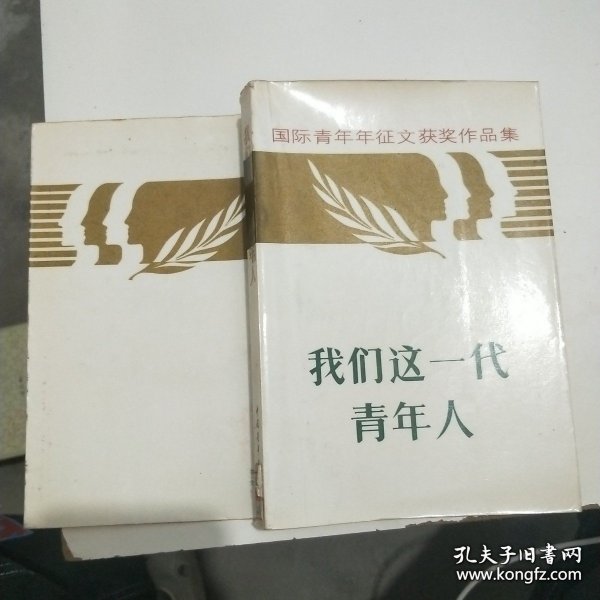 国际青年年征文获奖作品集
我们这一代
青年人
孔夫子旧书网
www.kongfz.com